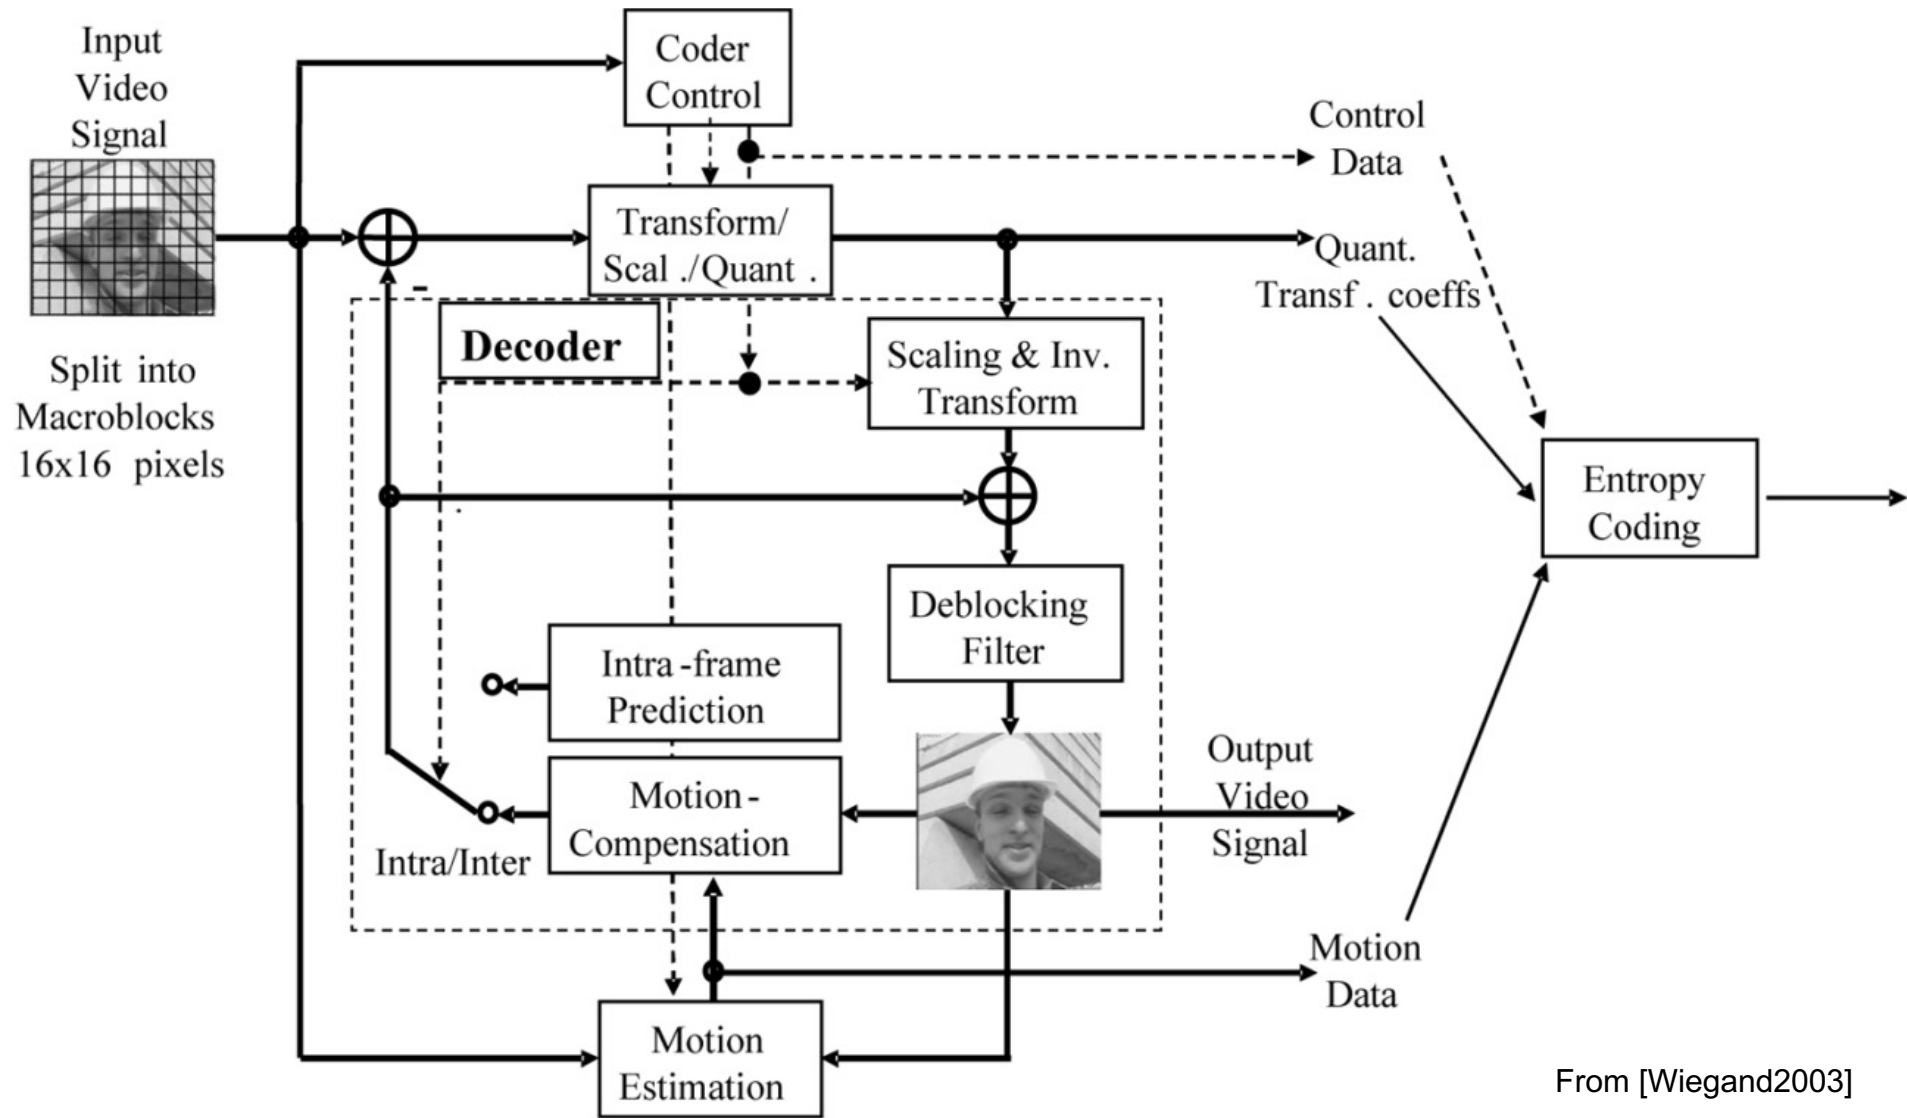 Input
Video
Signal
Split into
Macroblocks
16x16 pixels
Coder
Control
Control
Data
Transform/
Scal ./Quant .
Quant.
Transf . coeffs
-
Decoder
Scaling & Inv.
Transform
Entropy
Coding
Deblocking
Filter
Intra -frame
Prediction
Motion -
Compensation
Intra/Inter
Output
Video
Signal
Motion
Data
Motion
Estimation
From [Wiegand2003]